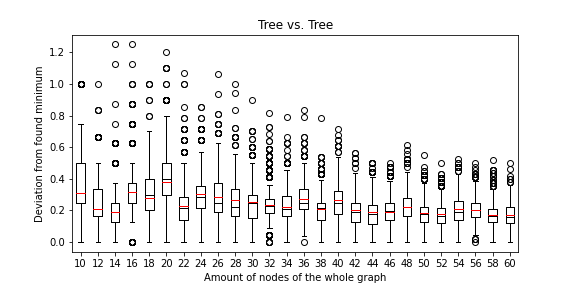 Tree vs. Tree
Deviation from found minimum
1.2
1.0
0.8
0.6
0.4
0.2
0.0
10 12 14 16 18 20 22 24 26 28 30 32 34 36 38 40 42 44 46 48 50 52 54 56 58 60
Amount of nodes of the whole graph